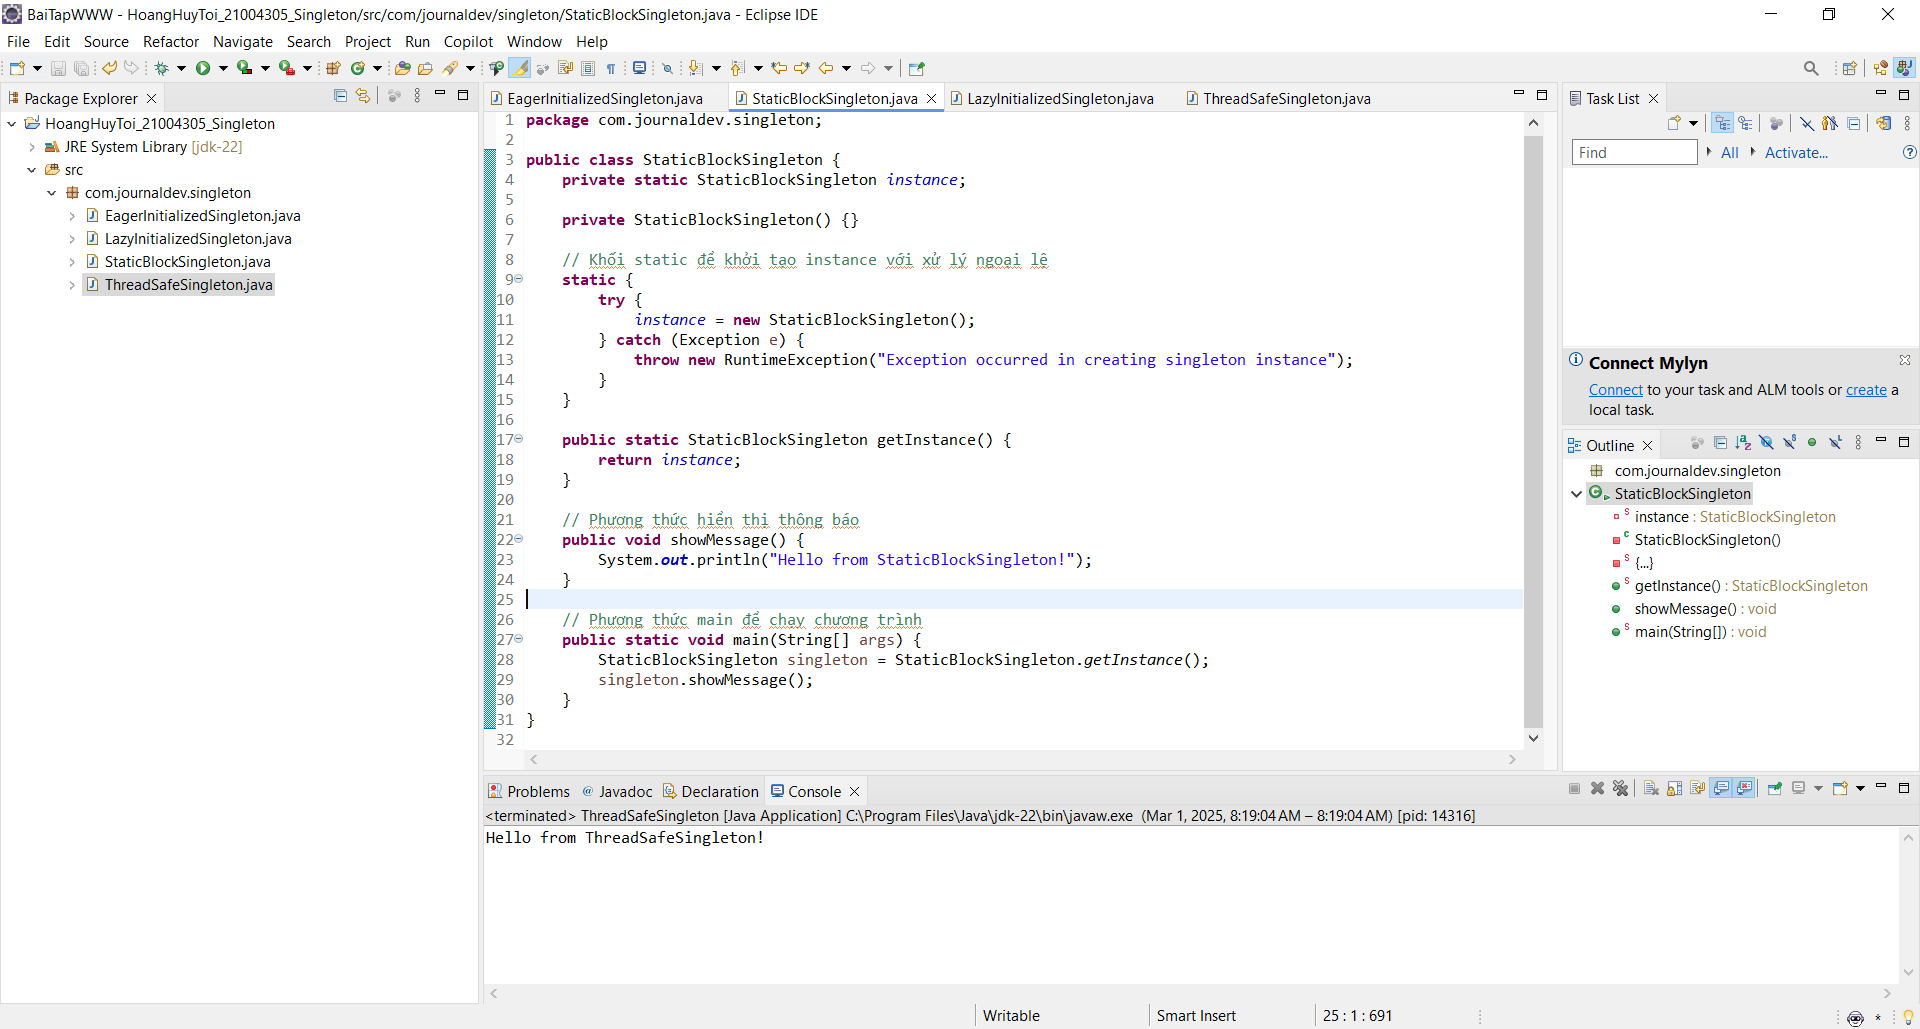 BaiTapWWW - HoangHuyToi_21004305_Singleton/src/com/journaldev/singleton/StaticBlockSingleton.java - Eclipse IDE
File Edit Source Refactor Navigate Search Project Run Copilot Window Help
Package Explorer
HoangHuyToi_21004305_Singleton
JRE System Library [jdk-22]
src
com.journaldev.singleton
EagerInitializedSingleton.java
LazyInitializedSingleton.java
StaticBlockSingleton.java
ThreadSafeSingleton.java
EagerInitializedSingleton.java StaticBlockSingleton.java LazyInitializedSingleton.java ThreadSafeSingleton.java
1 package com.journaldev.singleton;
2
3 public class StaticBlockSingleton {
4 private static StaticBlockSingleton instance;
5
6 private StaticBlockSingleton() {}
7
8 // Khối static để khởi tạo instance với xử lý ngoại lệ
9 static {
10 try {
11 instance = new StaticBlockSingleton();
12 } catch (Exception e) {
13 throw new RuntimeException("Exception occurred in creating singleton instance");
14 }
15 }
16
17 public static StaticBlockSingleton getInstance() {
18 return instance;
19 }
20
21 // Phương thức hiển thị thông báo
22 public void showMessage() {
23 System.out.println("Hello from StaticBlockSingleton!");
24 }
25
26 // Phương thức main để chạy chương trình
27 public static void main(String[] args) {
28 StaticBlockSingleton singleton = StaticBlockSingleton.getInstance();
29 singleton.showMessage();
30 }
31 }
32
Task List
Find All Activate...
Connect Mylyn
Connect to your task and ALM tools or create a
local task.
Outline
com.journaldev.singleton
StaticBlockSingleton
instance : StaticBlockSingleton
StaticBlockSingleton()
{...}
getInstance() : StaticBlockSingleton
showMessage() : void
main(String[]) : void
Problems @ Javadoc Declaration Console
<terminated> ThreadSafeSingleton [Java Application] C:\Program Files\Java\jdk-22\bin\javaw.exe (Mar 1, 2025, 8:19:04 AM – 8:19:04 AM) [pid: 14316]
Hello from ThreadSafeSingleton!
Writable Smart Insert 25 : 1 : 691